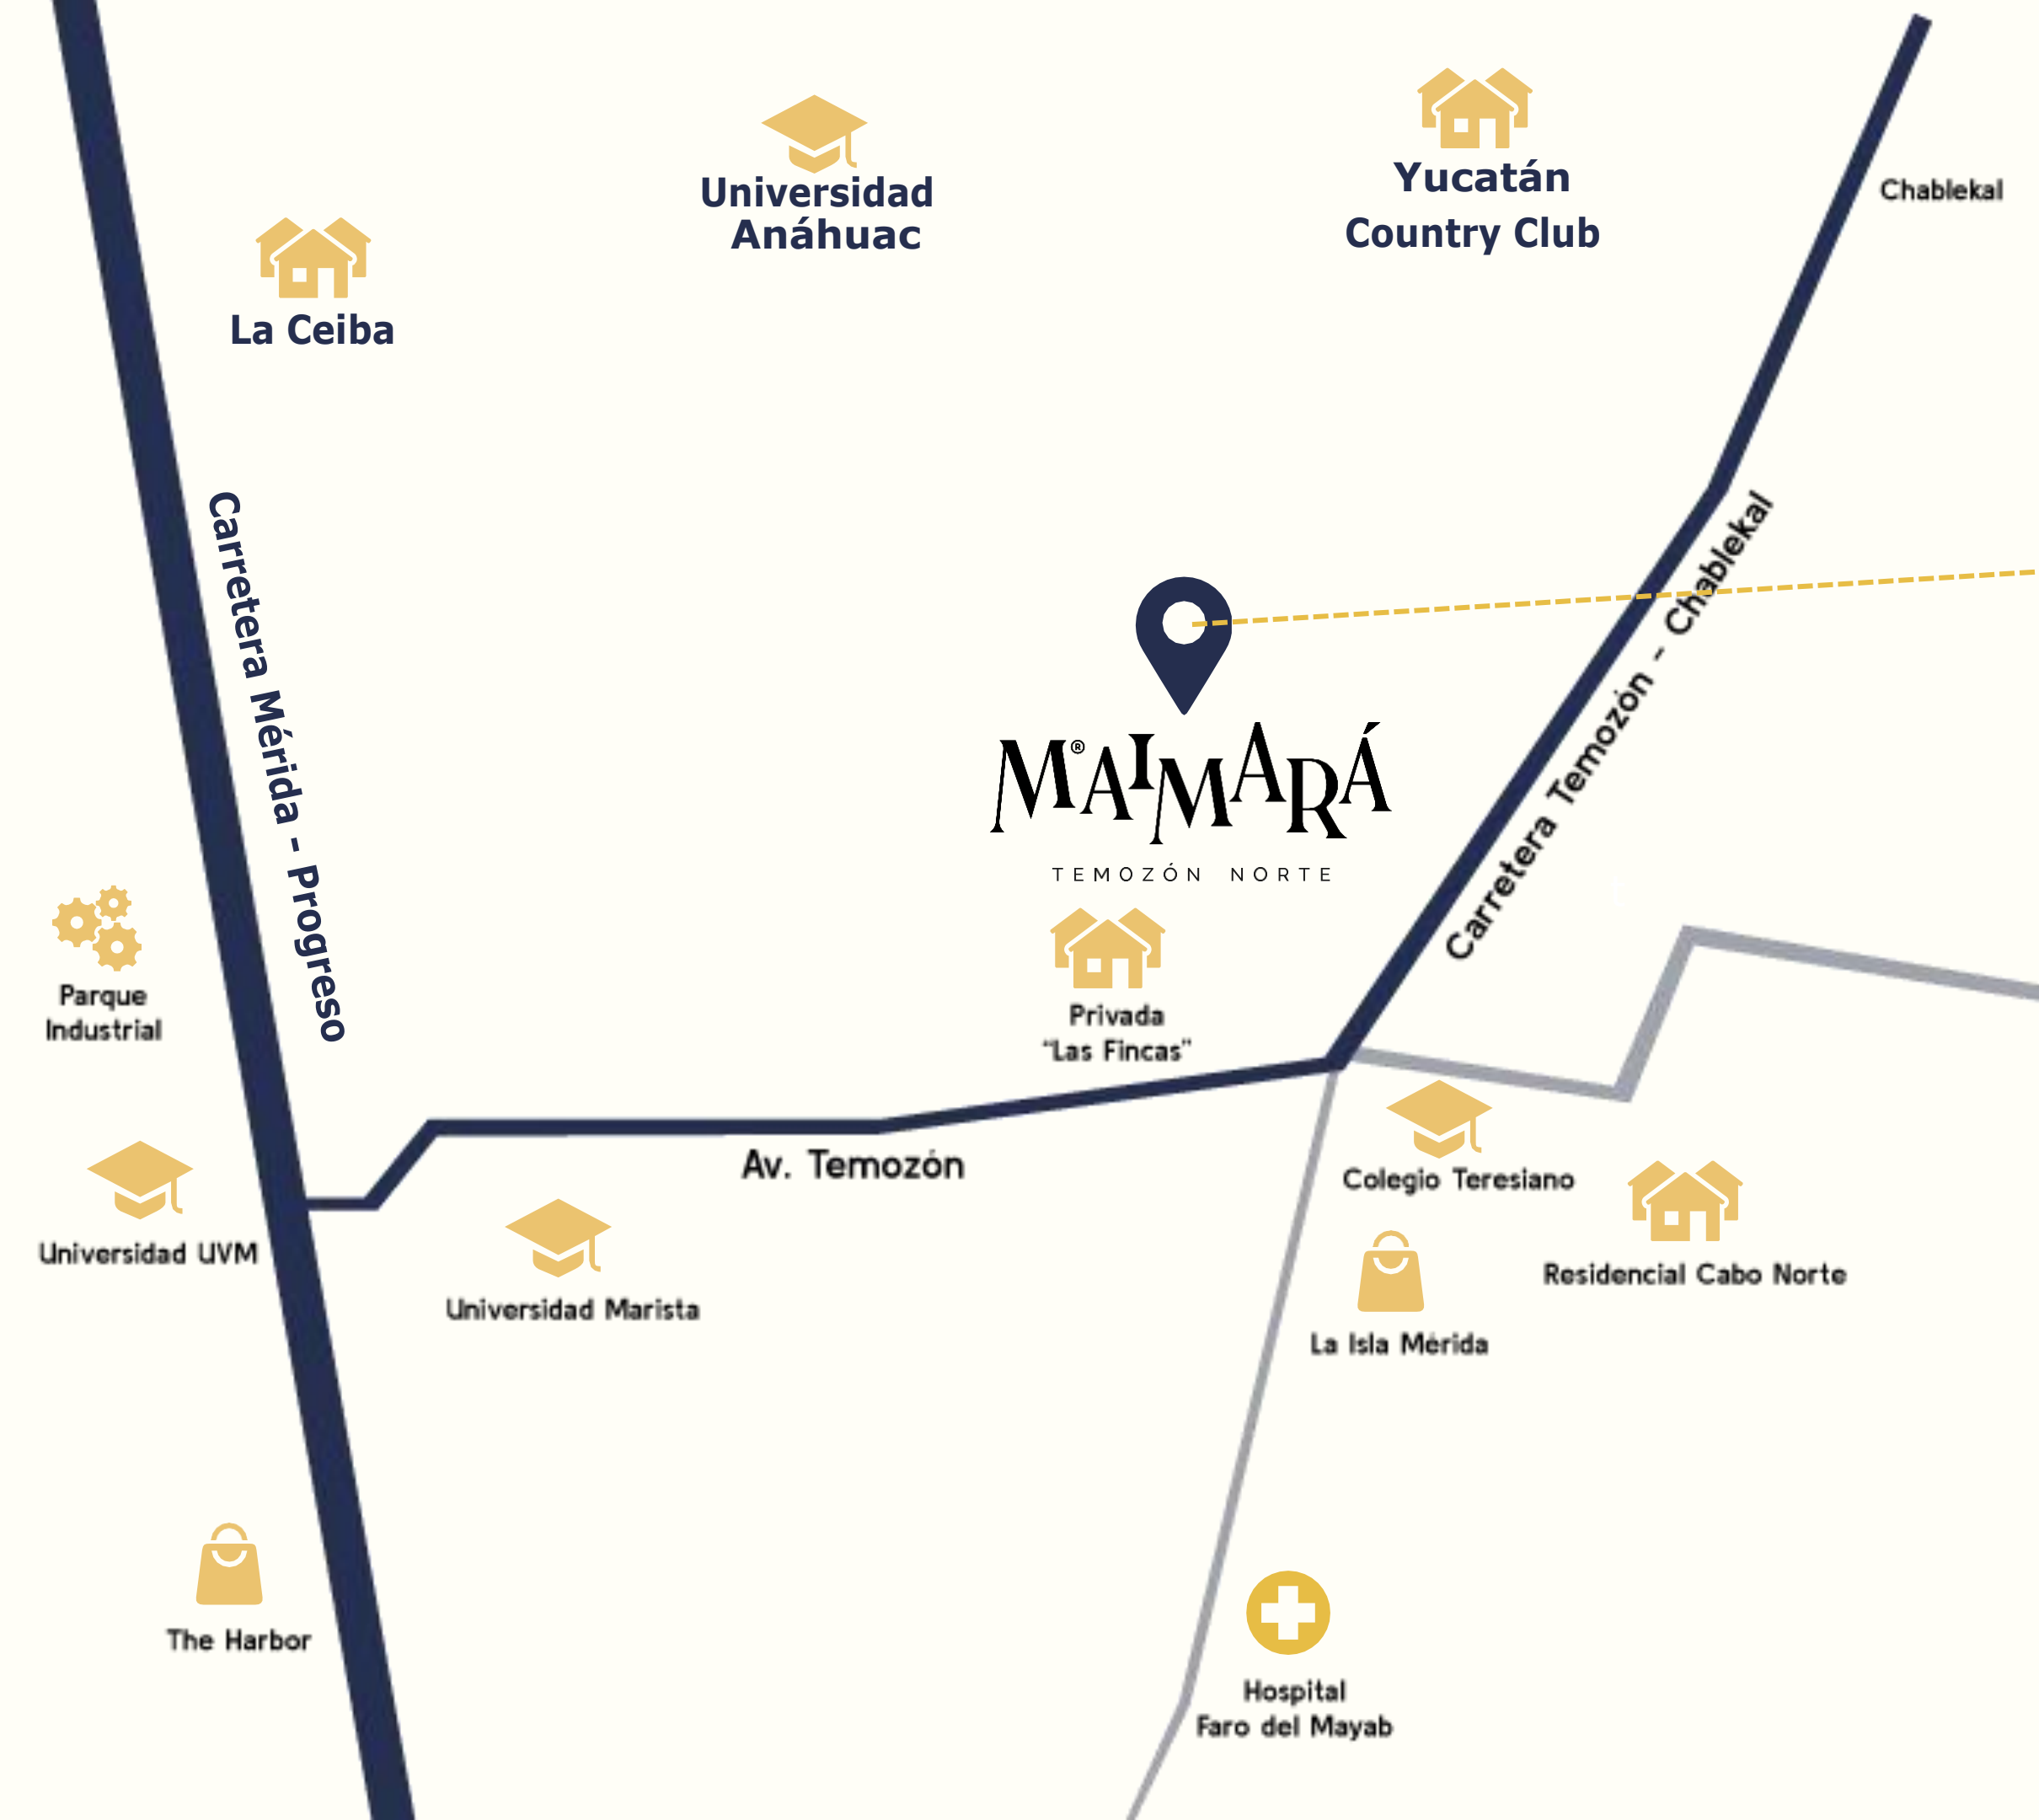 Universidad
Anáhuac
Yucatán
Country Club
Chablekal
La Ceiba
Carretera Mérida - Progreso
Carretera Temozón - Chablekal
MAIMARÁ®
TEMOZÓN NORTE
Parque
Industrial
Privada
“Las Fincas”
Av. Temozón
Colegio Teresiano
Universidad UVM
Residencial Cabo Norte
Universidad Marista
La Isla Mérida
The Harbor
Hospital
Faro del Mayab